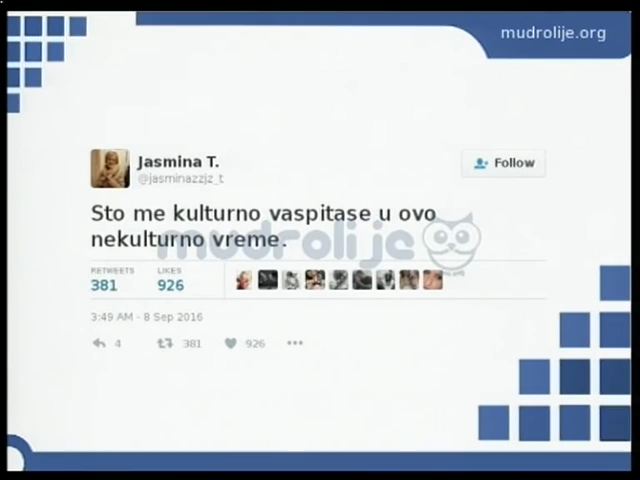 mudrolije.org
Jasmina T.
@jasminazzjz_t
Follow
Sto me kulturno vaspitase u ovo
nekulturno vreme.
mudrolije
RETWEETS
LIKES
381
926
3:49 AM - 8 Sep 2016
4
381
926